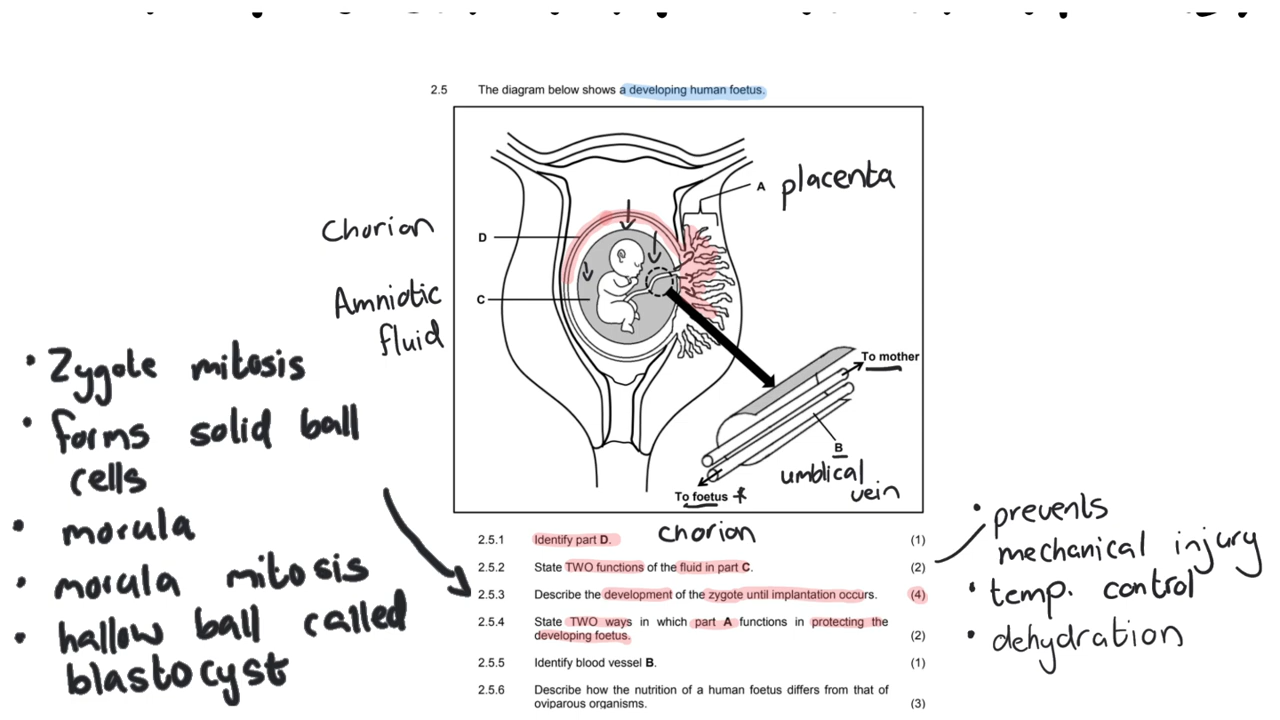 2.5 The diagram below shows a developing human foetus.
A placenta
Chorian
D
Amniotic
fluid
C
To mother
B
umblical
vein
To foetus *
• Zygote mitosis
• forms solid ball
cells
• morula
• morula mitosis
• hallow ball called
blastocyst
chorion
2.5.1 Identify part D. (1)
2.5.2 State TWO functions of the fluid in part C. (2)
2.5.3 Describe the development of the zygote until implantation occurs. (4)
2.5.4 State TWO ways in which part A functions in protecting the
developing foetus. (2)
2.5.5 Identify blood vessel B. (1)
2.5.6 Describe how the nutrition of a human foetus differs from that of
oviparous organisms. (3)
• prevents
mechanical injury
• temp. control
• dehydration